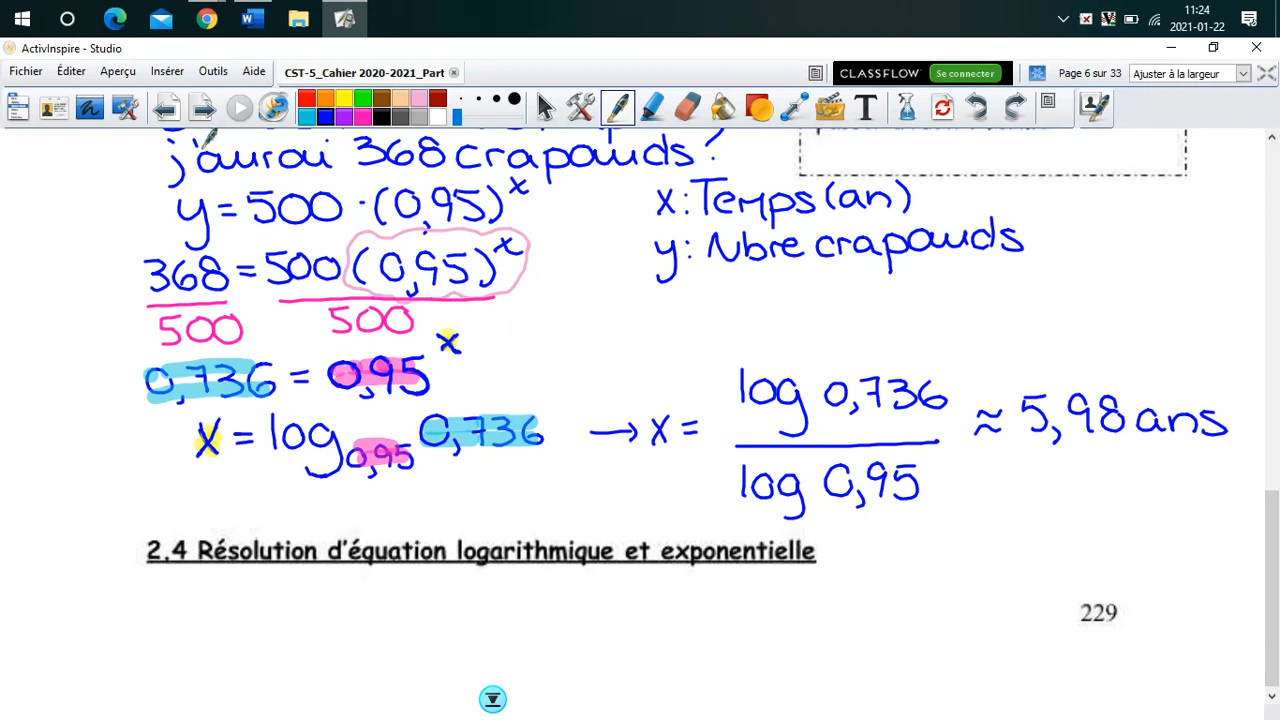 11:24
2021-01-22
ActivInspire - Studio
Fichier Éditer Aperçu Insérer Outils Aide CST-5_Cahier 2020-2021_Part CLASSFLOW Se connecter Page 6 sur 33 Ajuster à la largeur
j'aurai 368 crapauds?
y = 500 · (0,95)^x
x: Temps (an)
368 = 500 (0,95)^x
y: Nbre crapauds
500 500
0,736 = 0,95^x
x = log_0,95 0,736 → x = log 0,736 / log 0,95 ≈ 5,98 ans
2.4 Résolution d'équation logarithmique et exponentielle
229